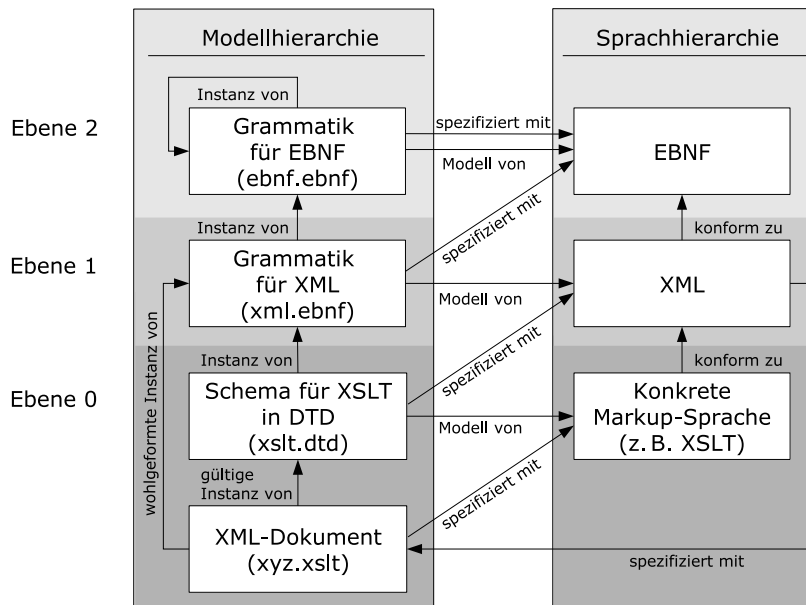 Modellhierarchie
Sprachhierarchie
Ebene 2
Instanz von
Grammatik
für EBNF
(ebnf.ebnf)
spezifiziert mit
Modell von
EBNF
spezifiziert mit
Instanz von
konform zu
Ebene 1
Grammatik
für XML
(xml.ebnf)
Modell von
XML
wohlgeformte Instanz von
spezifiziert mit
Instanz von
konform zu
Ebene 0
Schema für XSLT
in DTD
(xslt.dtd)
Modell von
Konkrete
Markup-Sprache
(z. B. XSLT)
gültige
Instanz von
spezifiziert mit
XML-Dokument
(xyz.xslt)
spezifiziert mit